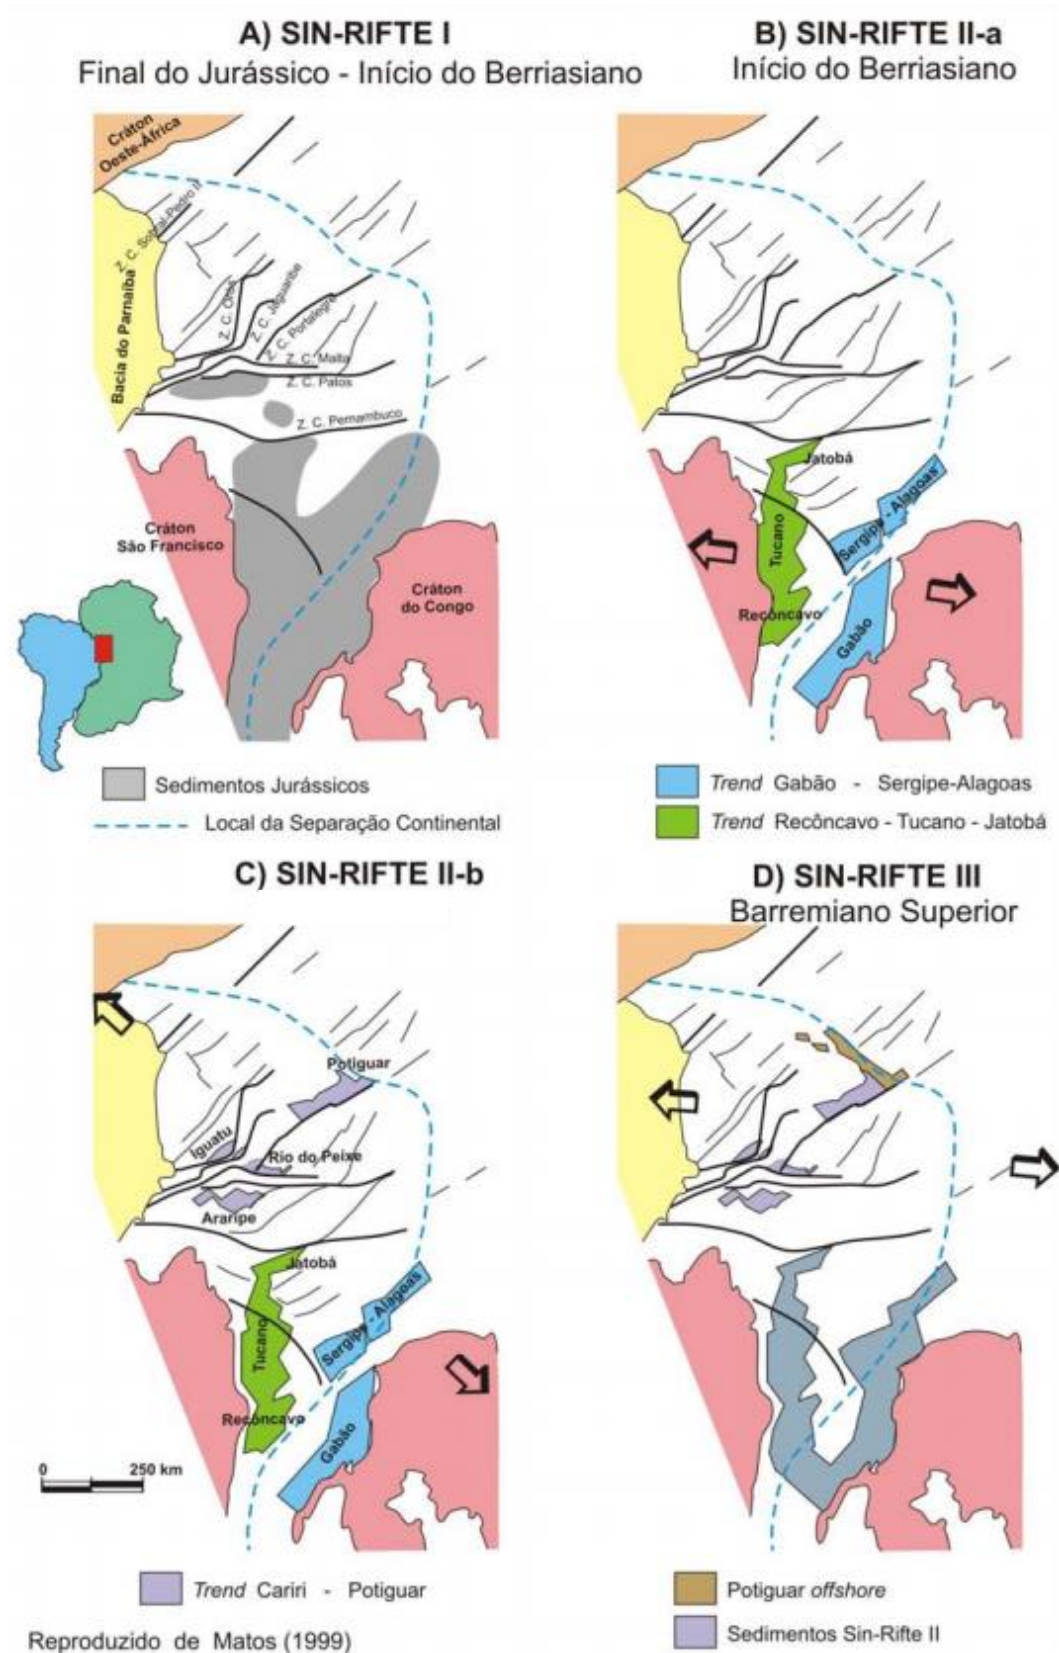 A) SIN-RIFTE I
Final do Jurássico - Início do Berriasiano
B) SIN-RIFTE II-a
Início do Berriasiano
Cráton
Oeste-África
Z. C. Sobral-Pedro II
Bacia do Parnaíba
Z. C. Orós
Z. C. Jaguaribe
Z. C. Portalegre
Z. C. Malta
Z. C. Patos
Z. C. Pernambuco
Cráton
São Francisco
Cráton
do Congo
Sedimentos Jurássicos
Local da Separação Continental
Jatobá
Tucano
Recôncavo
Sergipe - Alagoas
Gabão
Trend Gabão - Sergipe-Alagoas
Trend Recôncavo - Tucano - Jatobá
C) SIN-RIFTE II-b
D) SIN-RIFTE III
Barremiano Superior
Potiguar
Iguatu
Rio do Peixe
Araripe
Jatobá
Tucano
Recôncavo
Sergipe - Alagoas
Gabão
0 250 km
Trend Cariri - Potiguar
Reproduzido de Matos (1999)
Potiguar offshore
Sedimentos Sin-Rifte II